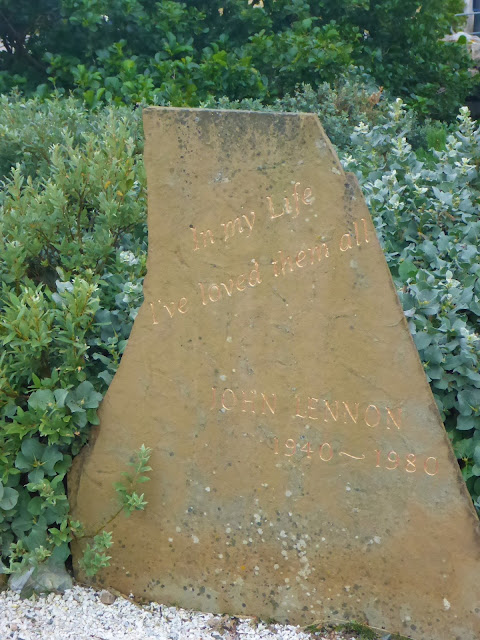 In my Life
I've loved them all
JOHN LENNON
1940~1980